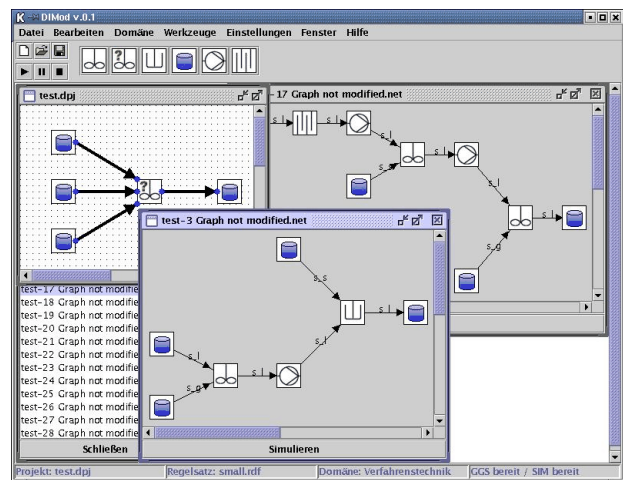 DIMod v.0.1
Datei Bearbeiten Domäne Werkzeuge Einstellungen Fenster Hilfe
?
test.dpj
- 17 Graph not modified.net
s_l
s_l
s_l
s_l
s_l
s_g
s_l
?
test-3 Graph not modified.net
s_s
s_l
s_l
s_l
s_l
s_g
test-17 Graph not modifie
test-18 Graph not modifie
test-19 Graph not modifie
test-20 Graph not modifie
test-21 Graph not modifie
test-22 Graph not modifie
test-23 Graph not modifie
test-24 Graph not modifie
test-25 Graph not modifie
test-26 Graph not modifie
test-27 Graph not modifie
test-28 Graph not modifie
Schließen Simulieren
Projekt: test.dpj Regelsatz: small.rdf Domäne: Verfahrenstechnik GGS bereit / SIM bereit